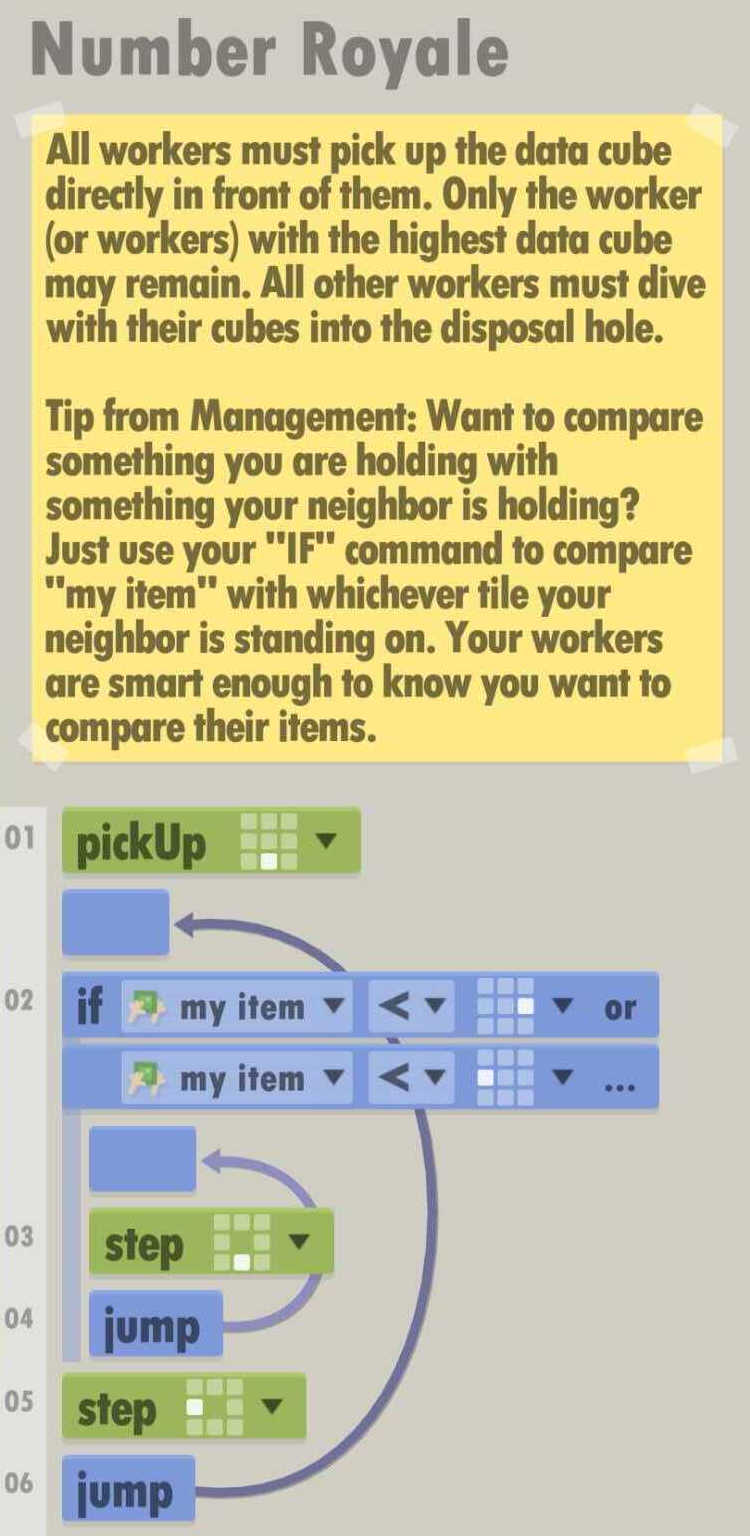 Number Royale
All workers must pick up the data cube
directly in front of them. Only the worker
(or workers) with the highest data cube
may remain. All other workers must dive
with their cubes into the disposal hole.
Tip from Management: Want to compare
something you are holding with
something your neighbor is holding?
Just use your "IF" command to compare
"my item" with whichever tile your
neighbor is standing on. Your workers
are smart enough to know you want to
compare their items.
01 pickUp
02 if my item < or
my item < ...
03 step
04 jump
05 step
06 jump